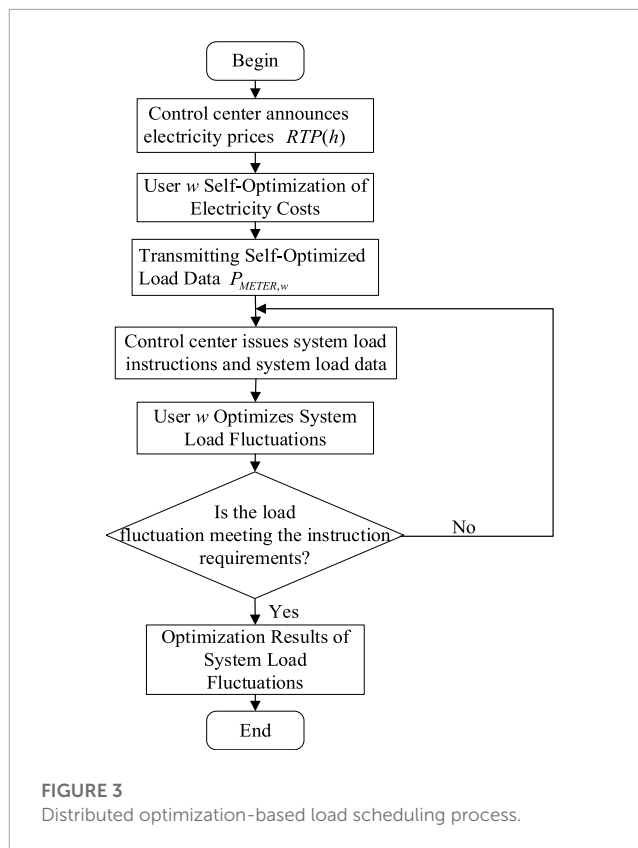 Begin
Control center announces
electricity prices RTP(h)
User w Self-Optimization of
Electricity Costs
Transmitting Self-Optimized
Load Data P_METER,w
Control center issues system load
instructions and system load data
User w Optimizes System
Load Fluctuations
Is the load
fluctuation meeting the instruction
requirements?
No
Yes
Optimization Results of
System Load
Fluctuations
End
FIGURE 3
Distributed optimization-based load scheduling process.